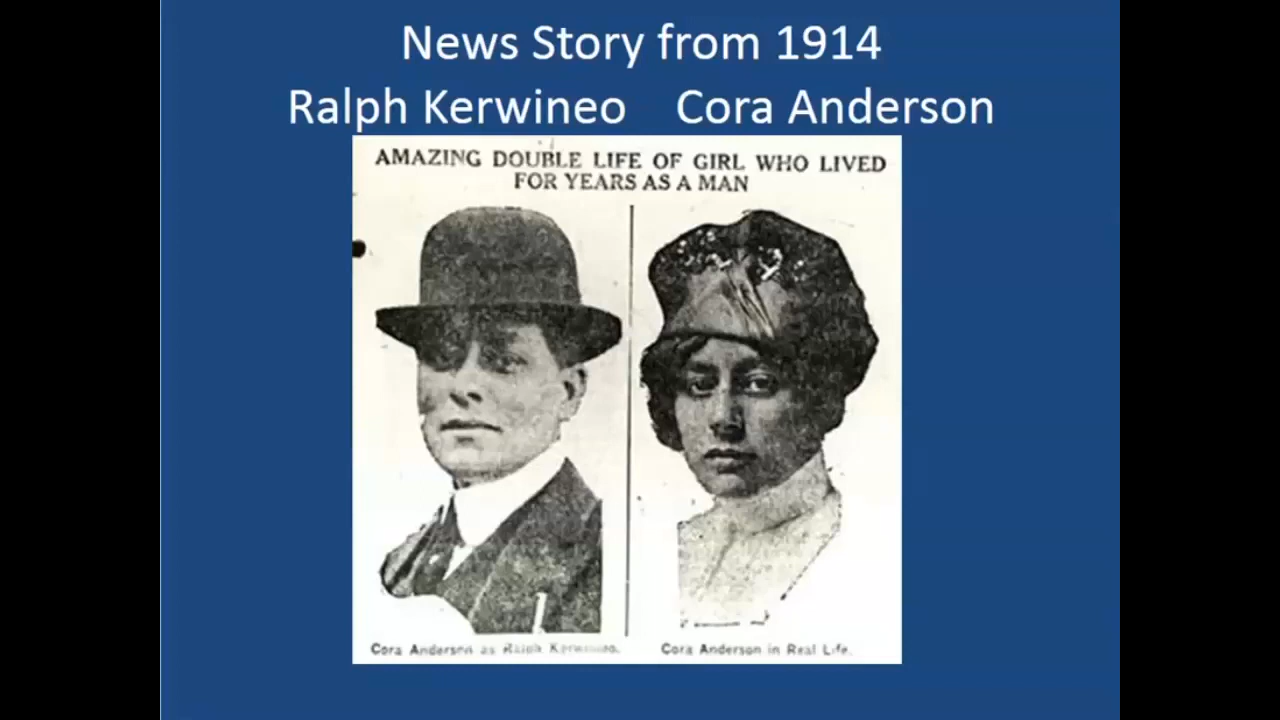 News Story from 1914
Ralph Kerwineo Cora Anderson
AMAZING DOUBLE LIFE OF GIRL WHO LIVED
FOR YEARS AS A MAN
Cora Anderson as Ralph Kerwineo.
Cora Anderson in Real Life.